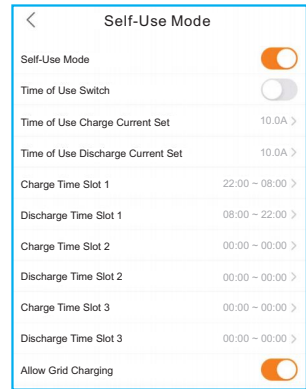 Self-Use Mode
Self-Use Mode
Time of Use Switch
Time of Use Charge Current Set 10.0A >
Time of Use Discharge Current Set 10.0A >
Charge Time Slot 1 22:00 ~ 08:00 >
Discharge Time Slot 1 08:00 ~ 22:00 >
Charge Time Slot 2 00:00 ~ 00:00 >
Discharge Time Slot 2 00:00 ~ 00:00 >
Charge Time Slot 3 00:00 ~ 00:00 >
Discharge Time Slot 3 00:00 ~ 00:00 >
Allow Grid Charging